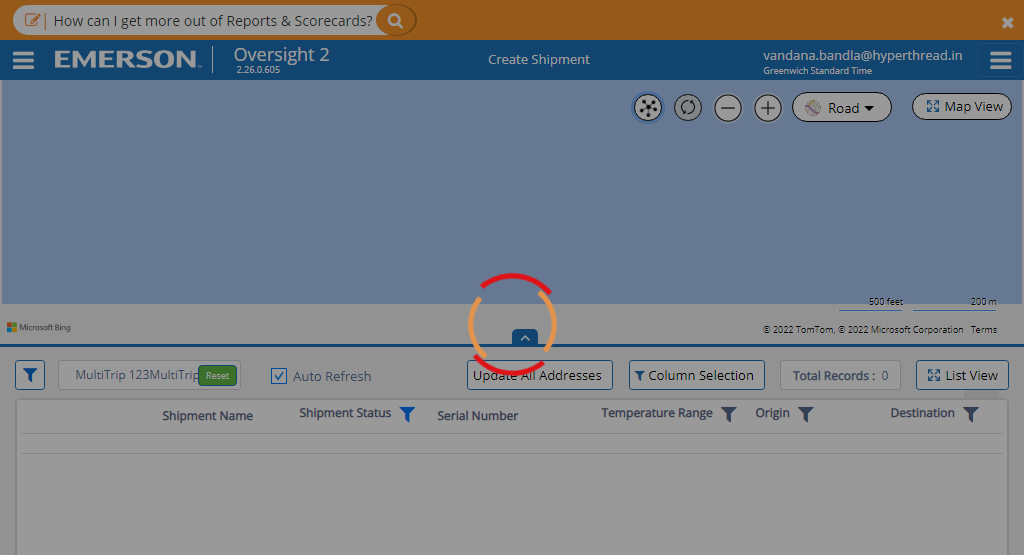 How can I get more out of Reports & Scorecards?
EMERSON
Oversight 2
2.26.0.605
Create Shipment
vandana.bandla@hyperthread.in
Greenwich Standard Time
Road
Map View
500 feet
200 m
Microsoft Bing
© 2022 TomTom, © 2022 Microsoft Corporation Terms
MultiTrip 123MultiTrip
Reset
Auto Refresh
Update All Addresses
Column Selection
Total Records : 0
List View
Shipment Name
Shipment Status
Serial Number
Temperature Range
Origin
Destination